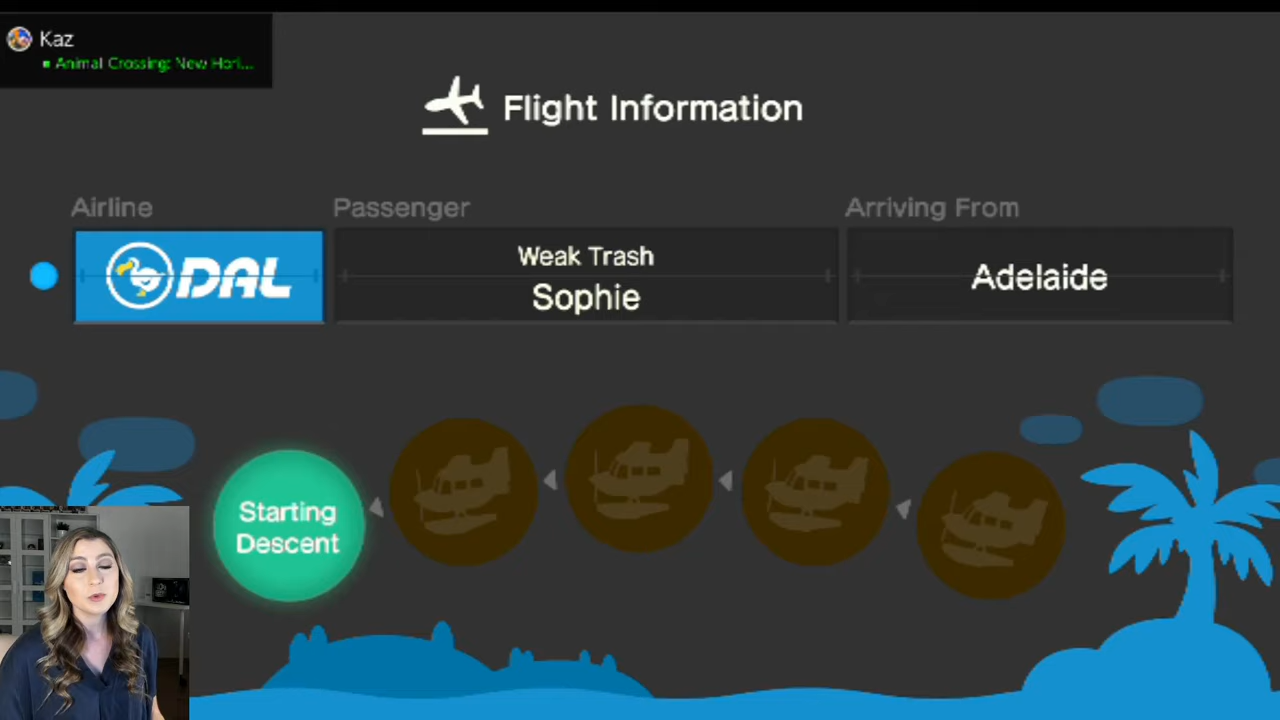 Kaz
Animal Crossing: New Hori...
Flight Information
Airline
Passenger
Arriving From
DAL
Weak Trash
Sophie
Adelaide
Starting
Descent